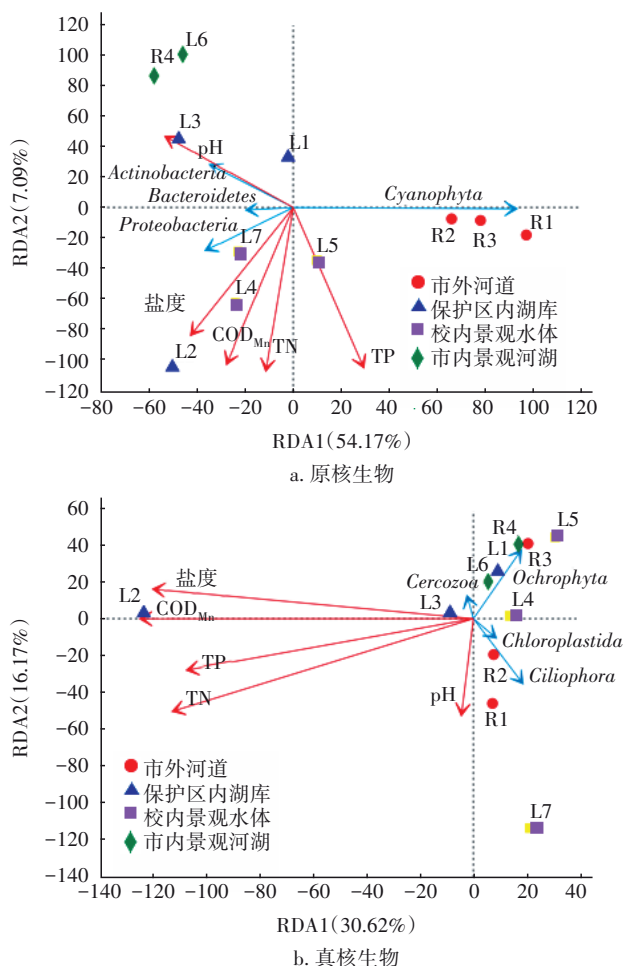 120
100
80
60
40
20
0
−20
−40
−60
−80
−100
−120
RDA2(7.09%)
L6
R4
L3
pH
L1
Actinobacteria
Bacteroidetes
Cyanophyta
Proteobacteria
R2
R3
R1
L7
L5
L4
盐度
L2
COD_Mn
TN
TP
市外河道
保护区内湖库
校内景观水体
市内景观河湖
−80 −60 −40 −20 0 20 40 60 80 100 120
RDA1(54.17%)
a. 原核生物
60
40
20
0
−20
−40
−60
−80
−100
−120
−140
RDA2(16.17%)
L5
R4
L1
R3
L6
Ochrophyta
Cercozoa
盐度
L2
COD_Mn
L3
L4
Chloroplastida
TP
R2
Ciliophora
TN
pH
R1
L7
市外河道
保护区内湖库
校内景观水体
市内景观河湖
−140 −120 −100 −80 −60 −40 −20 0 20 40
RDA1(30.62%)
b. 真核生物